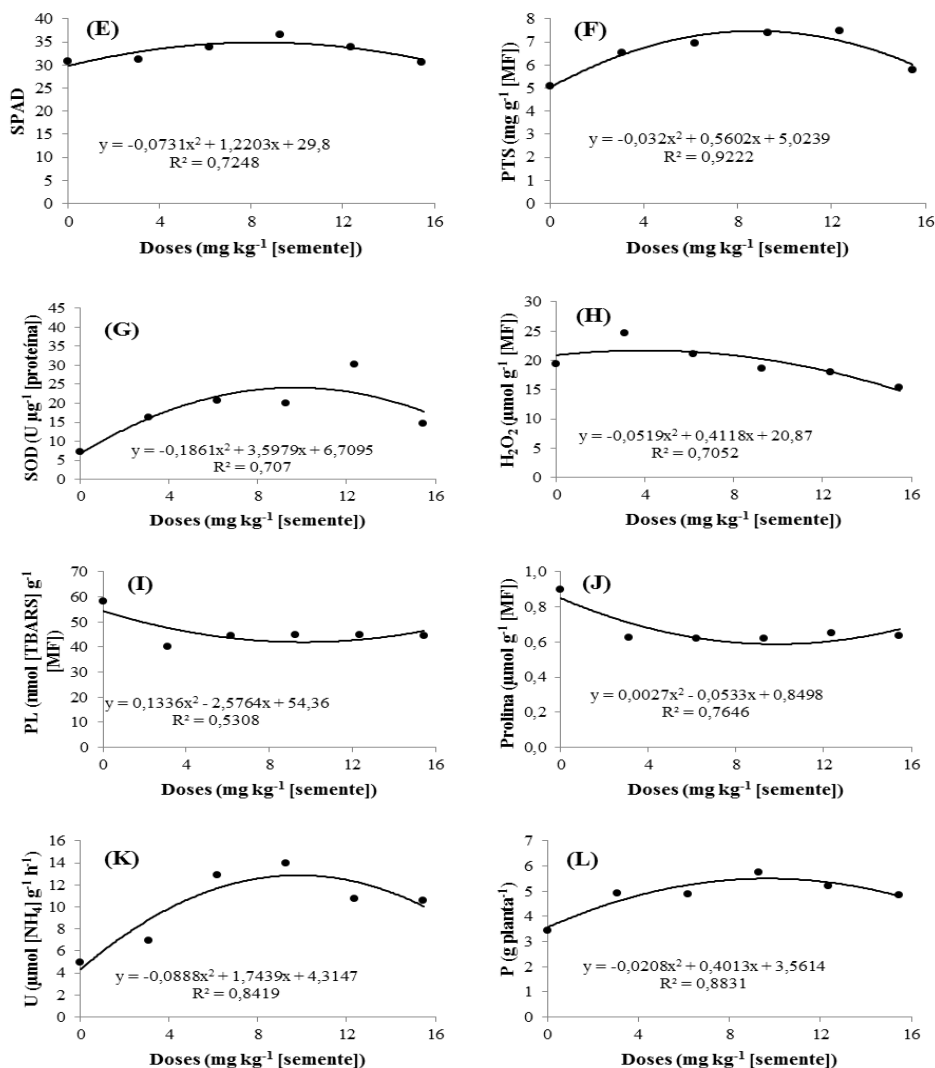 (E)
SPAD
40
35
30
25
20
15
10
5
0
y = -0,0731x² + 1,2203x + 29,8
R² = 0,7248
0 4 8 12 16
Doses (mg kg⁻¹ [semente])
(F)
PTS (mg g⁻¹ [MF])
8
7
6
5
4
3
2
1
0
y = -0,032x² + 0,5602x + 5,0239
R² = 0,9222
0 4 8 12 16
Doses (mg kg⁻¹ [semente])
(G)
SOD (U µg⁻¹ [proteína])
45
40
35
30
25
20
15
10
5
0
y = -0,1861x² + 3,5979x + 6,7095
R² = 0,707
0 4 8 12 16
Doses (mg kg⁻¹ [semente])
(H)
H₂O₂ (µmol g⁻¹ [MF])
30
25
20
15
10
5
0
y = -0,0519x² + 0,4118x + 20,87
R² = 0,7052
0 4 8 12 16
Doses (mg kg⁻¹ [semente])
(I)
PL (nmol [TBARS] g⁻¹
[MF])
70
60
50
40
30
20
10
0
y = 0,1336x² - 2,5764x + 54,36
R² = 0,5308
0 4 8 12 16
Doses (mg kg⁻¹ [semente])
(J)
Prolina (µmol g⁻¹ [MF])
1,0
0,8
0,6
0,4
0,2
0,0
y = 0,0027x² - 0,0533x + 0,8498
R² = 0,7646
0 4 8 12 16
Doses (mg kg⁻¹ [semente])
(K)
U (µmol [NH₄] g⁻¹ h⁻¹)
16
14
12
10
8
6
4
2
0
y = -0,0888x² + 1,7439x + 4,3147
R² = 0,8419
0 4 8 12 16
Doses (mg kg⁻¹ [semente])
(L)
P (g planta⁻¹)
7
6
5
4
3
2
1
0
y = -0,0208x² + 0,4013x + 3,5614
R² = 0,8831
0 4 8 12 16
Doses (mg kg⁻¹ [semente])